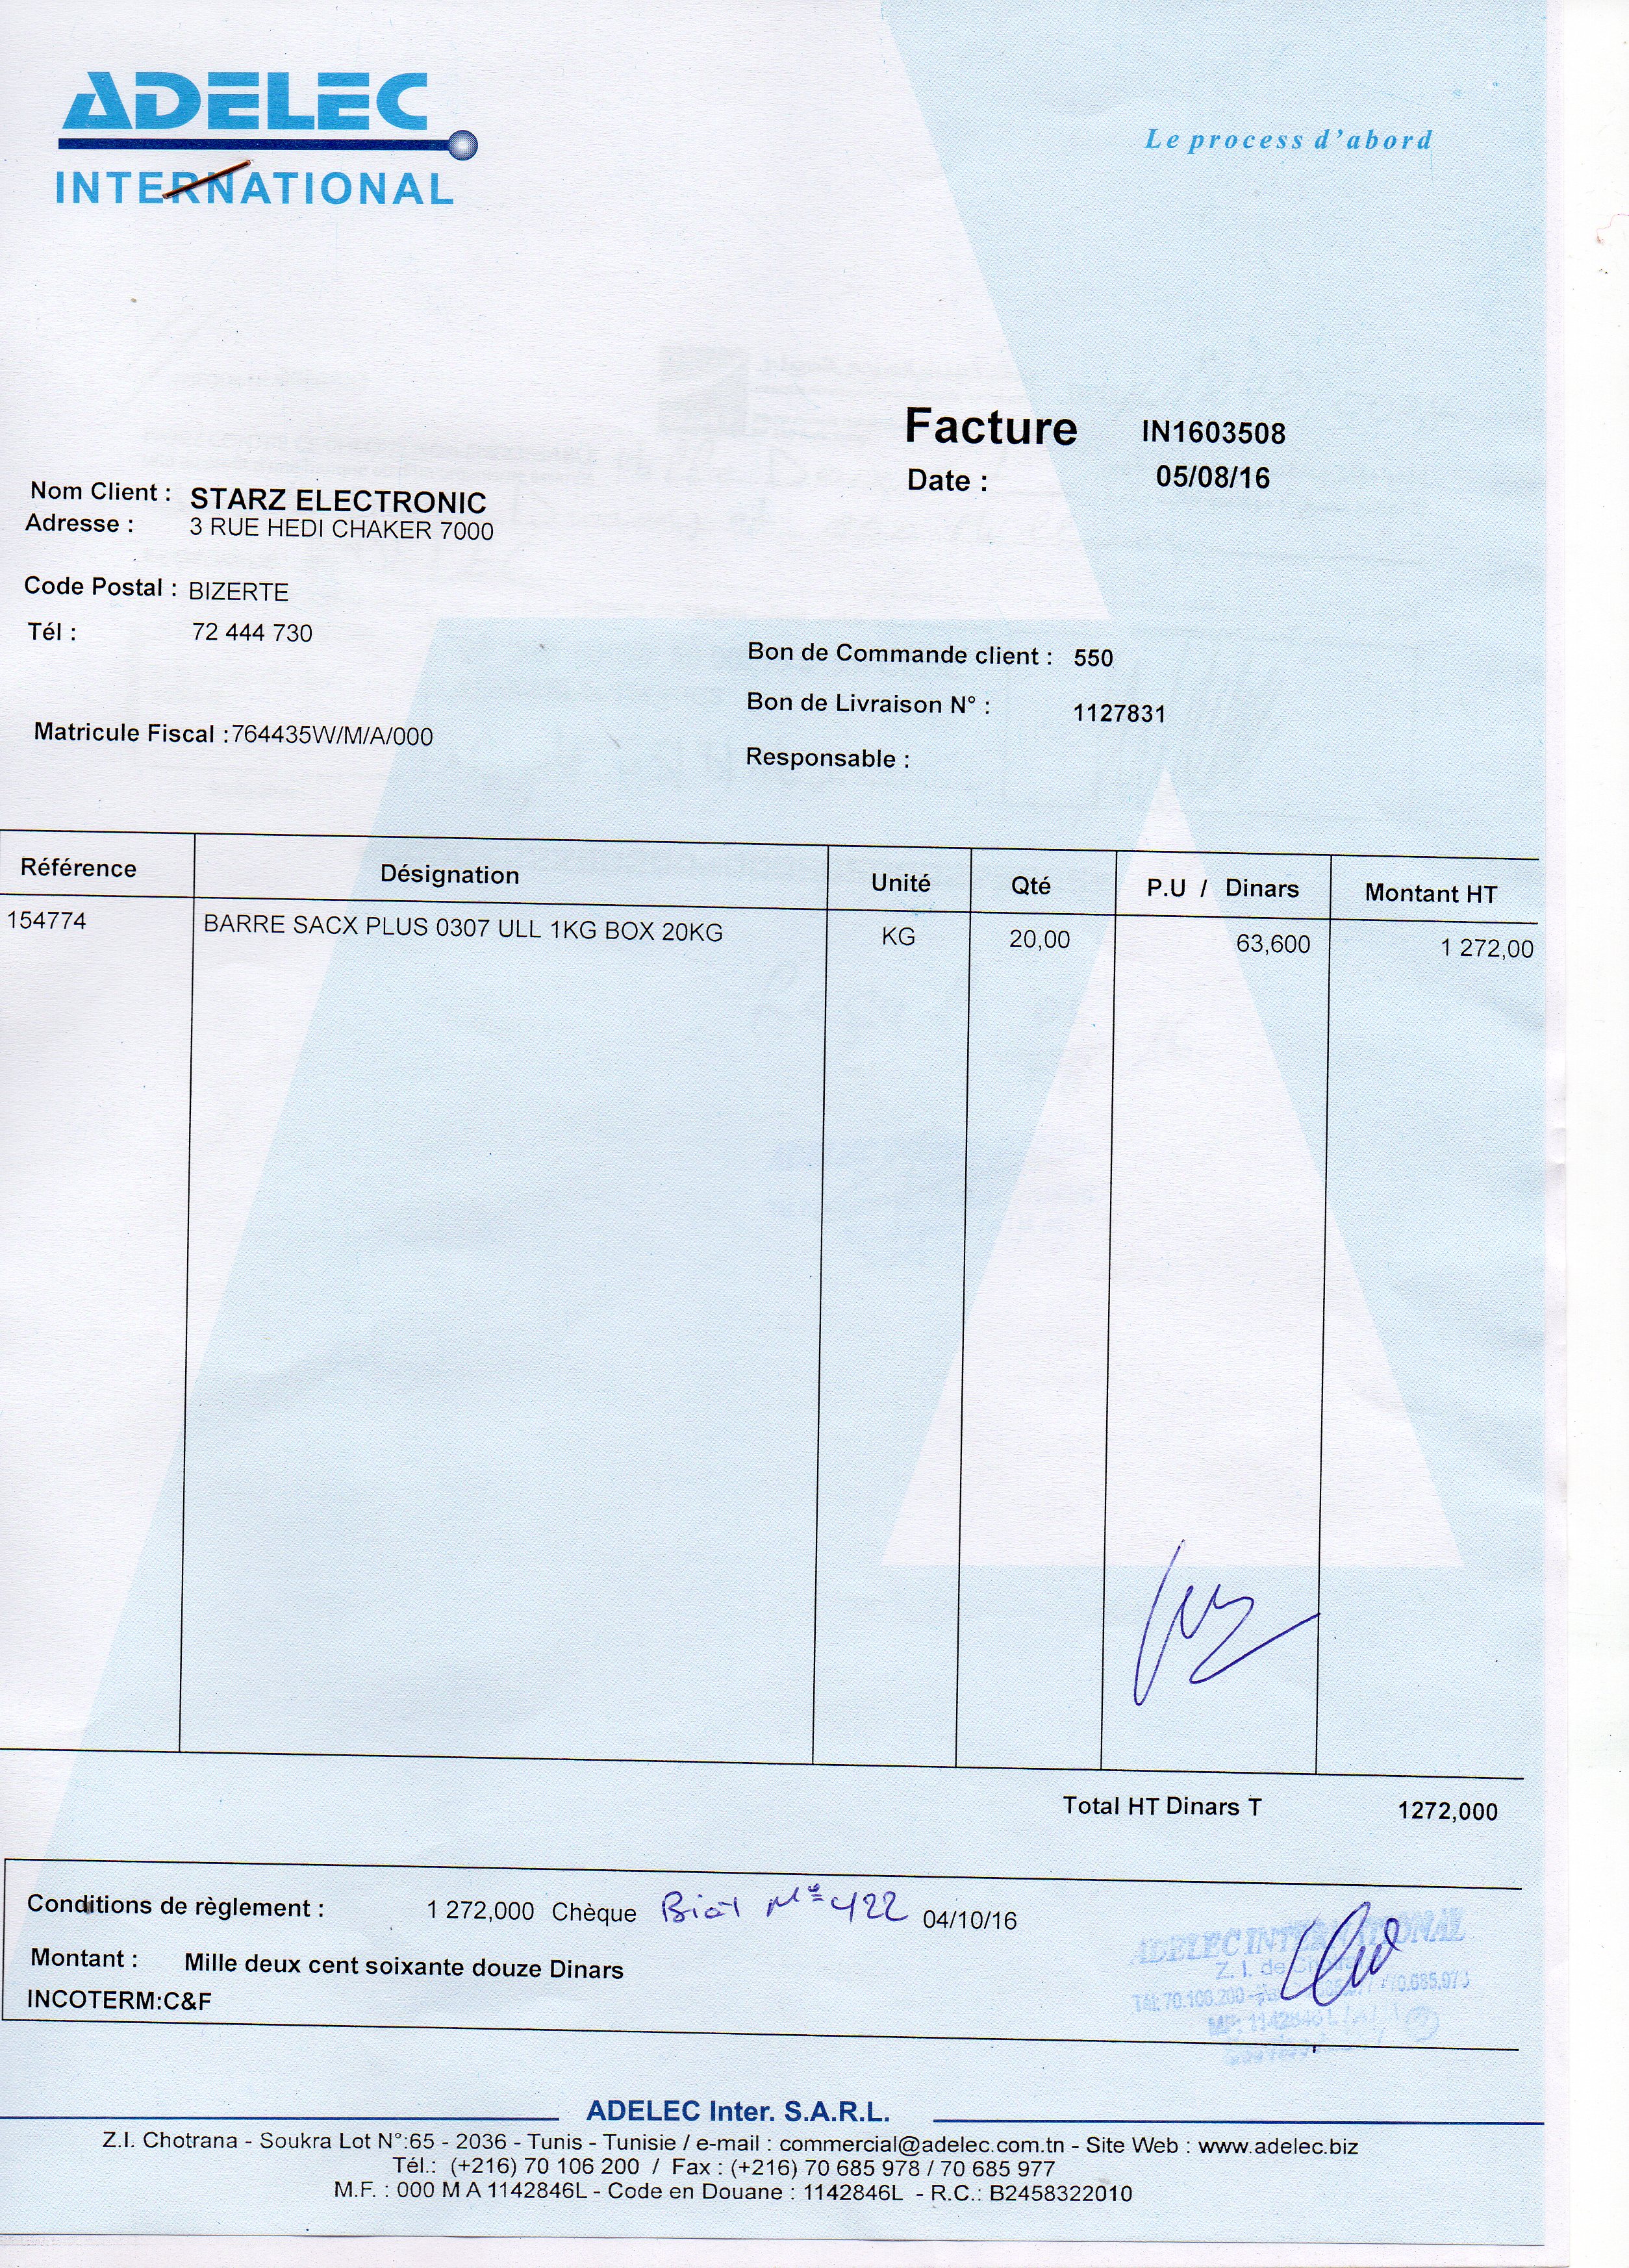 ADELEC
INTERNATIONAL
Le process d'abord
Facture IN1603508
Date : 05/08/16
Nom Client : STARZ ELECTRONIC
Adresse : 3 RUE HEDI CHAKER 7000
Code Postal : BIZERTE
Tél : 72 444 730
Bon de Commande client : 550
Bon de Livraison N° : 1127831
Matricule Fiscal :764435W/M/A/000
Responsable :
Référence Désignation Unité Qté P.U / Dinars Montant HT
154774 BARRE SACX PLUS 0307 ULL 1KG BOX 20KG KG 20,00 63,600 1 272,00
Total HT Dinars T 1272,000
Conditions de règlement : 1 272,000 Chèque Biat N° 422 04/10/16
Montant : Mille deux cent soixante douze Dinars
INCOTERM:C&F
ADELEC INTERNATIONAL
Z. I. de
Tél: 70.106.200 70.685.978
MF: 1142846 L/A/
ADELEC Inter. S.A.R.L.
Z.I. Chotrana - Soukra Lot N°:65 - 2036 - Tunis - Tunisie / e-mail : commercial@adelec.com.tn - Site Web : www.adelec.biz
Tél.: (+216) 70 106 200 / Fax : (+216) 70 685 978 / 70 685 977
M.F. : 000 M A 1142846L - Code en Douane : 1142846L - R.C.: B2458322010